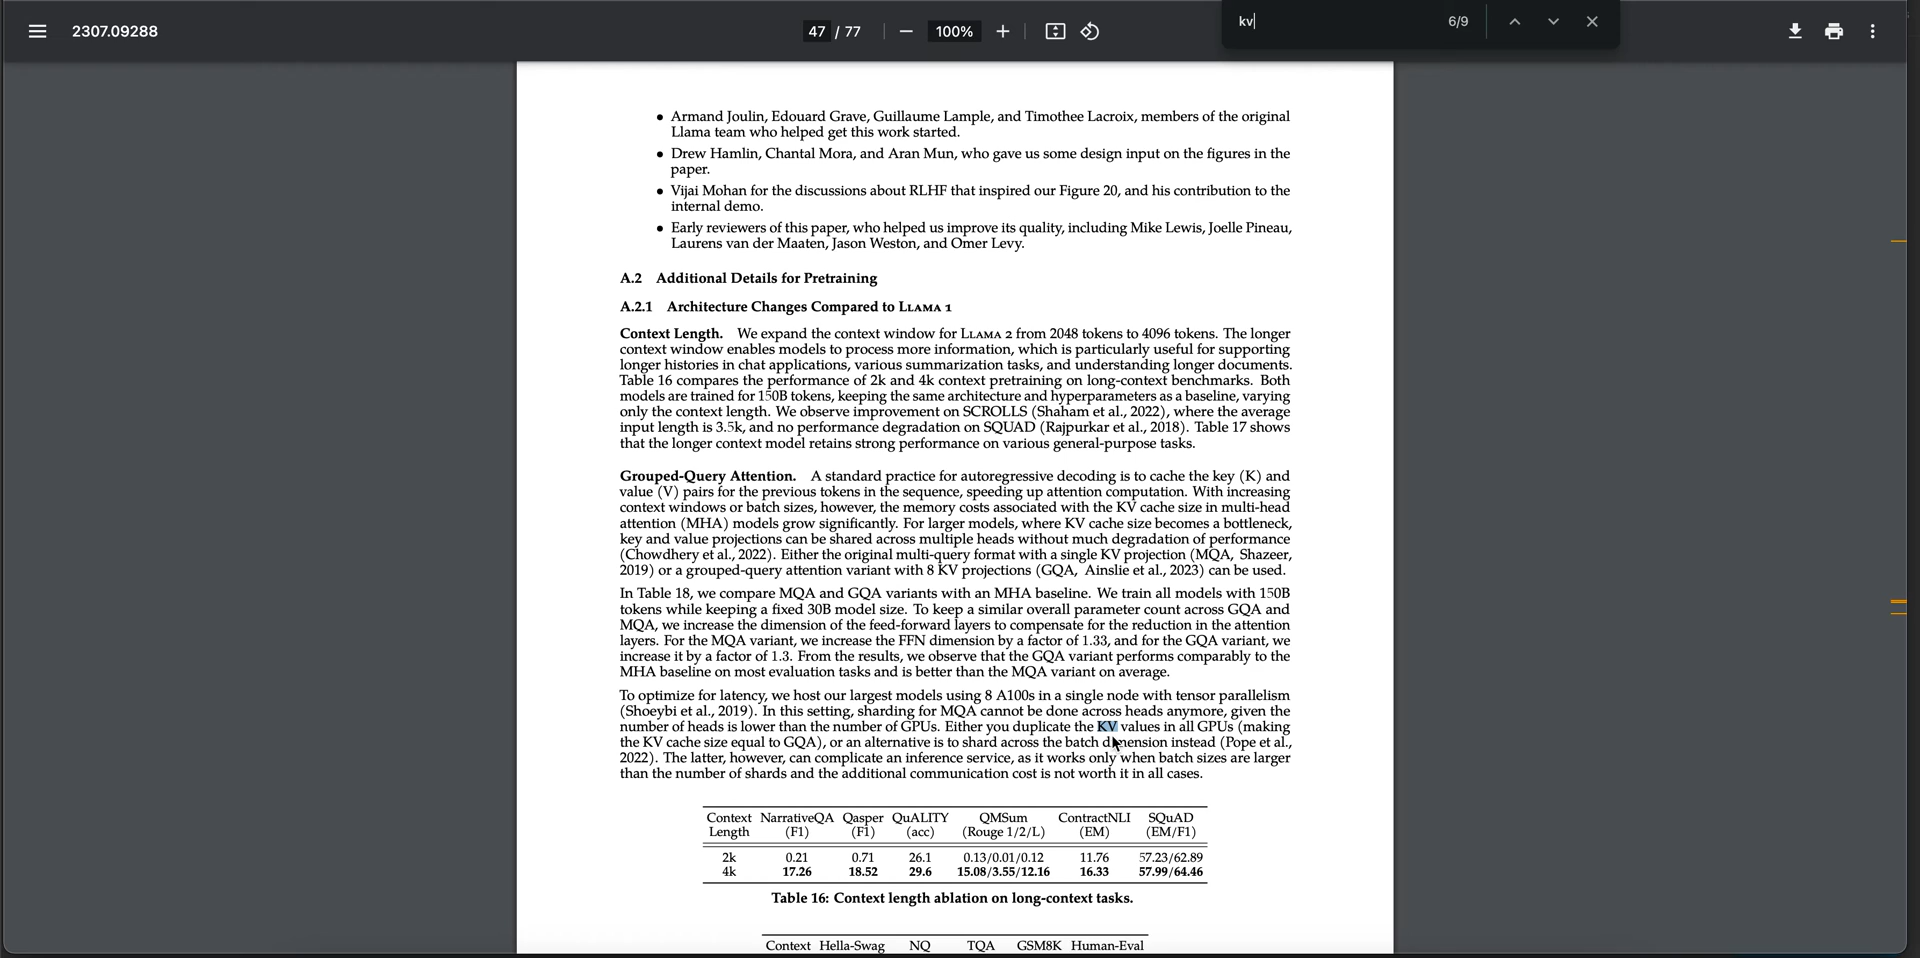 2307.09288
47 / 77
100%
kv
6/9
• Armand Joulin, Edouard Grave, Guillaume Lample, and Timothee Lacroix, members of the original
Llama team who helped get this work started.
• Drew Hamlin, Chantal Mora, and Aran Mun, who gave us some design input on the figures in the
paper.
• Vijai Mohan for the discussions about RLHF that inspired our Figure 20, and his contribution to the
internal demo.
• Early reviewers of this paper, who helped us improve its quality, including Mike Lewis, Joelle Pineau,
Laurens van der Maaten, Jason Weston, and Omer Levy.
A.2 Additional Details for Pretraining
A.2.1 Architecture Changes Compared to LLAMA 1
Context Length. We expand the context window for LLAMA 2 from 2048 tokens to 4096 tokens. The longer
context window enables models to process more information, which is particularly useful for supporting
longer histories in chat applications, various summarization tasks, and understanding longer documents.
Table 16 compares the performance of 2k and 4k context pretraining on long-context benchmarks. Both
models are trained for 150B tokens, keeping the same architecture and hyperparameters as a baseline, varying
only the context length. We observe improvement on SCROLLS (Shaham et al., 2022), where the average
input length is 3.5k, and no performance degradation on SQUAD (Rajpurkar et al., 2018). Table 17 shows
that the longer context model retains strong performance on various general-purpose tasks.
Grouped-Query Attention. A standard practice for autoregressive decoding is to cache the key (K) and
value (V) pairs for the previous tokens in the sequence, speeding up attention computation. With increasing
context windows or batch sizes, however, the memory costs associated with the KV cache size in multi-head
attention (MHA) models grow significantly. For larger models, where KV cache size becomes a bottleneck,
key and value projections can be shared across multiple heads without much degradation of performance
(Chowdhery et al., 2022). Either the original multi-query format with a single KV projection (MQA, Shazeer,
2019) or a grouped-query attention variant with 8 KV projections (GQA, Ainslie et al., 2023) can be used.
In Table 18, we compare MQA and GQA variants with an MHA baseline. We train all models with 150B
tokens while keeping a fixed 30B model size. To keep a similar overall parameter count across GQA and
MQA, we increase the dimension of the feed-forward layers to compensate for the reduction in the attention
layers. For the MQA variant, we increase the FFN dimension by a factor of 1.33, and for the GQA variant, we
increase it by a factor of 1.3. From the results, we observe that the GQA variant performs comparably to the
MHA baseline on most evaluation tasks and is better than the MQA variant on average.
To optimize for latency, we host our largest models using 8 A100s in a single node with tensor parallelism
(Shoeybi et al., 2019). In this setting, sharding for MQA cannot be done across heads anymore, given the
number of heads is lower than the number of GPUs. Either you duplicate the KV values in all GPUs (making
the KV cache size equal to GQA), or an alternative is to shard across the batch dimension instead (Pope et al.,
2022). The latter, however, can complicate an inference service, as it works only when batch sizes are larger
than the number of shards and the additional communication cost is not worth it in all cases.
Context NarrativeQA Qasper QuALITY QMSum ContractNLI SQuAD
Length (F1) (F1) (acc) (Rouge 1/2/L) (EM) (EM/F1)
2k 0.21 0.71 26.1 0.13/0.01/0.12 11.76 57.23/62.89
4k 17.26 18.52 29.6 15.08/3.55/12.16 16.33 57.99/64.46
Table 16: Context length ablation on long-context tasks.
Context Hella-Swag NQ TQA GSM8K Human-Eval